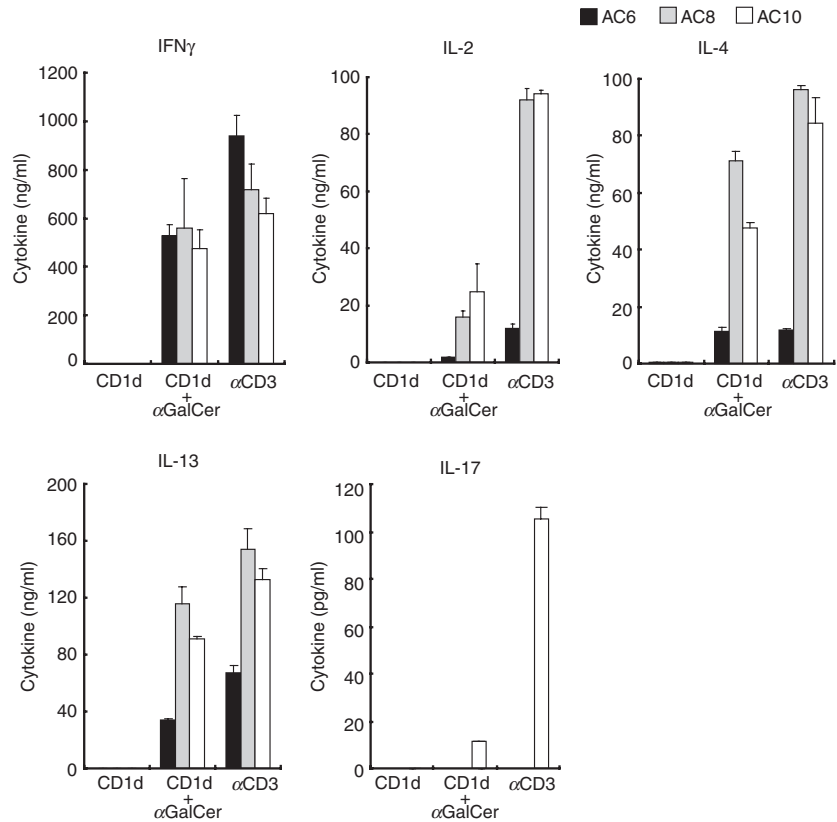 AC6 AC8 AC10
IFNγ
Cytokine (ng/ml)
1200
1000
800
600
400
200
0
CD1d CD1d + αGalCer αCD3
IL-2
Cytokine (ng/ml)
100
80
60
40
20
0
CD1d CD1d + αGalCer αCD3
IL-4
Cytokine (ng/ml)
100
80
60
40
20
0
CD1d CD1d + αGalCer αCD3
IL-13
Cytokine (ng/ml)
200
160
120
80
40
0
CD1d CD1d + αGalCer αCD3
IL-17
Cytokine (pg/ml)
120
100
80
60
40
20
0
CD1d CD1d + αGalCer αCD3